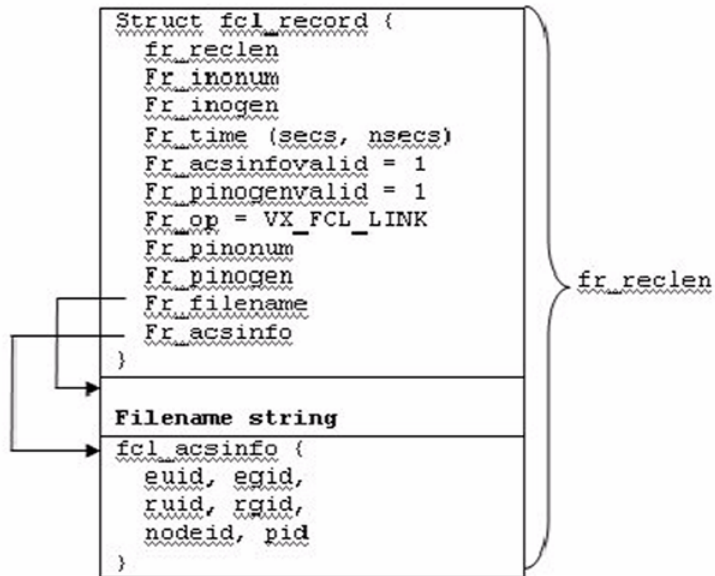 Struct fcl_record {
fr_reclen
Fr_inonum
Fr_inogen
Fr_time (secs, nsecs)
Fr_acsinfovalid = 1
Fr_pinogenvalid = 1
Fr_op = VX_FCL_LINK
Fr_pinonum
Fr_pinogen
Fr_filename
Fr_acsinfo
}
fr_reclen
Filename string
fcl_acsinfo {
euid, egid,
ruid, rgid,
nodeid, pid
}